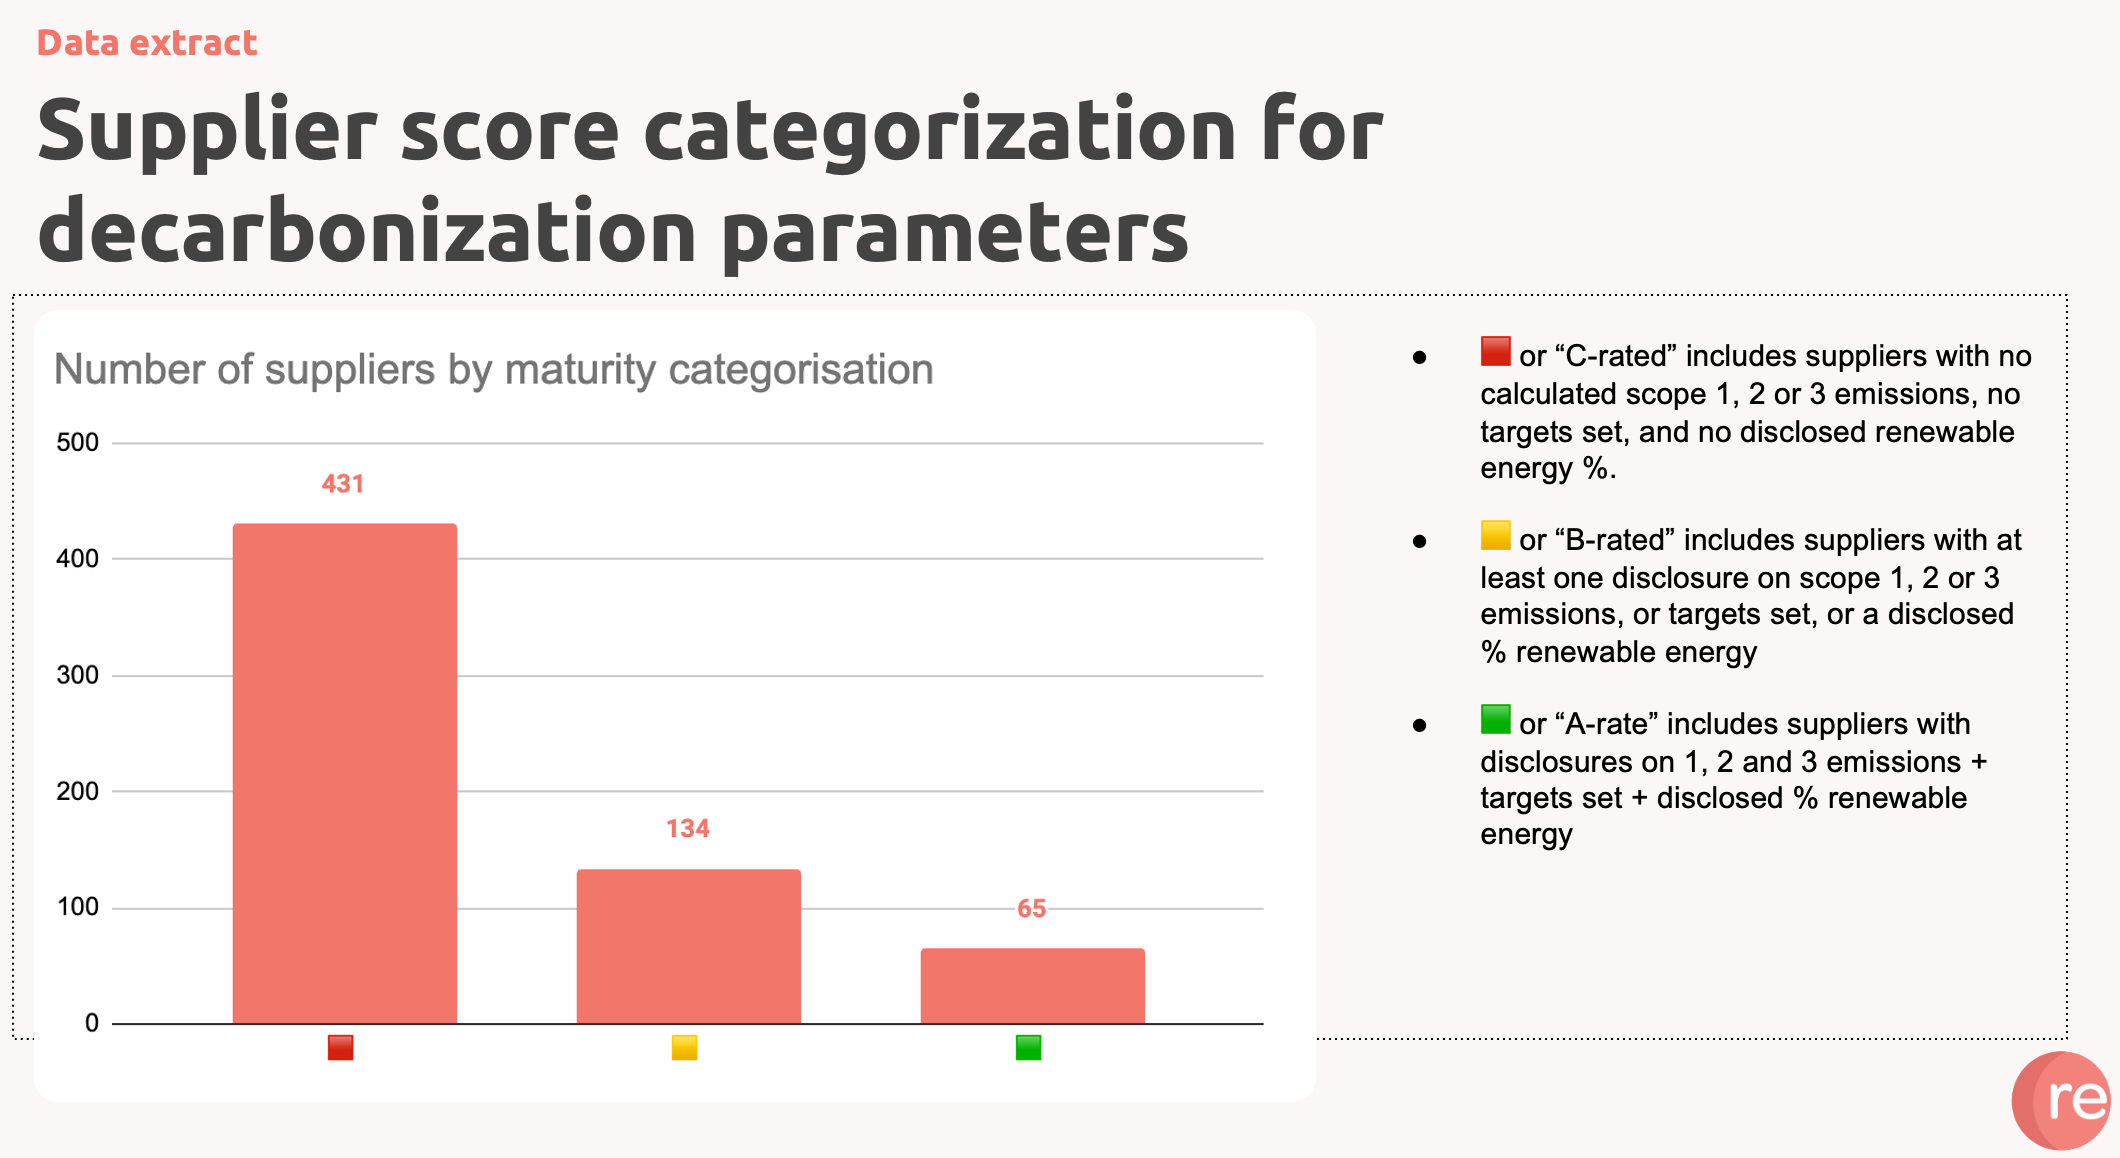 Data extract
Supplier score categorization for
decarbonization parameters
Number of suppliers by maturity categorisation
500
400
300
200
100
0
431
134
65
● 🟥 or “C-rated” includes suppliers with no
calculated scope 1, 2 or 3 emissions, no
targets set, and no disclosed renewable
energy %.
● 🟨 or “B-rated” includes suppliers with at
least one disclosure on scope 1, 2 or 3
emissions, or targets set, or a disclosed
% renewable energy
● 🟩 or “A-rate” includes suppliers with
disclosures on 1, 2 and 3 emissions +
targets set + disclosed % renewable
energy
re